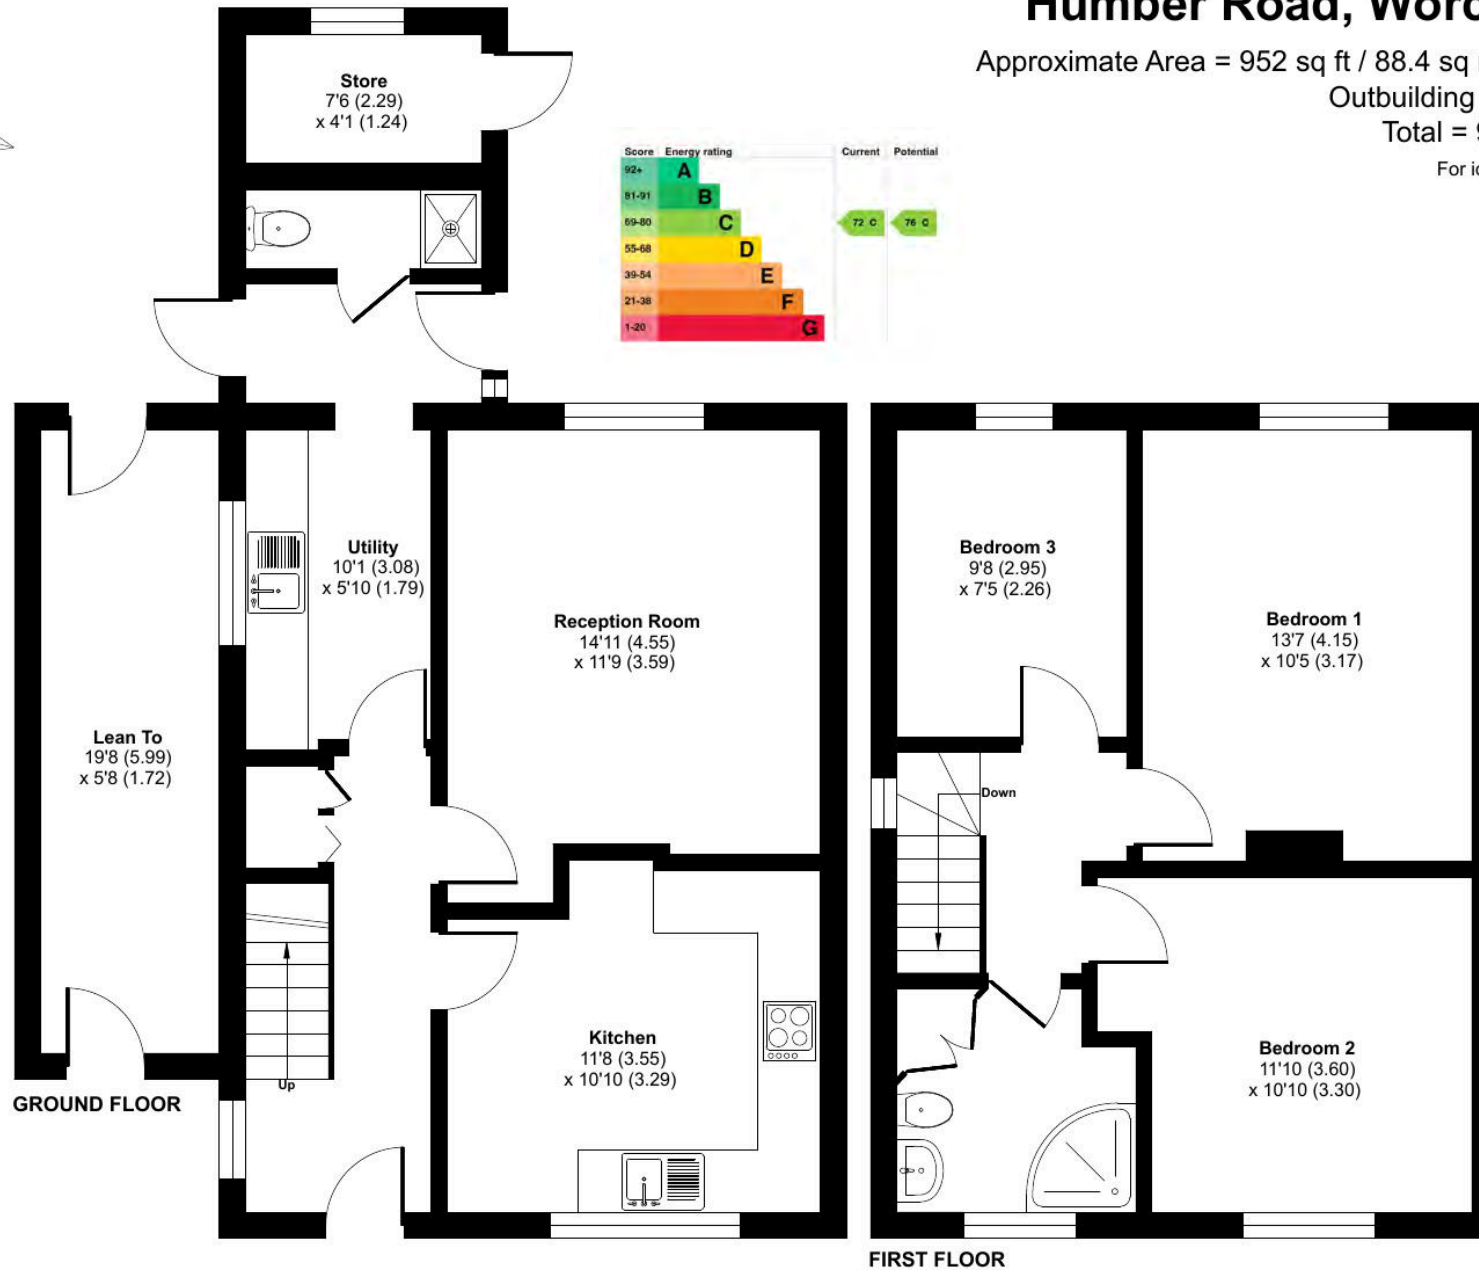 Humber Road,
Approximate Area = 952 sq ft / 88.4 sq
Outbuilding
Total =
For
Store
7'6 (2.29)
x 4'1 (1.24)
Score Energy rating Current Potential
92+ A
81-91 B
69-80 C 72 C 76 C
55-68 D
39-54 E
21-38 F
1-20 G
Utility
10'1 (3.08)
x 5'10 (1.79)
Reception Room
14'11 (4.55)
x 11'9 (3.59)
Lean To
19'8 (5.99)
x 5'8 (1.72)
Kitchen
11'8 (3.55)
x 10'10 (3.29)
Up
GROUND FLOOR
Bedroom 3
9'8 (2.95)
x 7'5 (2.26)
Bedroom 1
13'7 (4.15)
x 10'5 (3.17)
Down
Bedroom 2
11'10 (3.60)
x 10'10 (3.30)
FIRST FLOOR